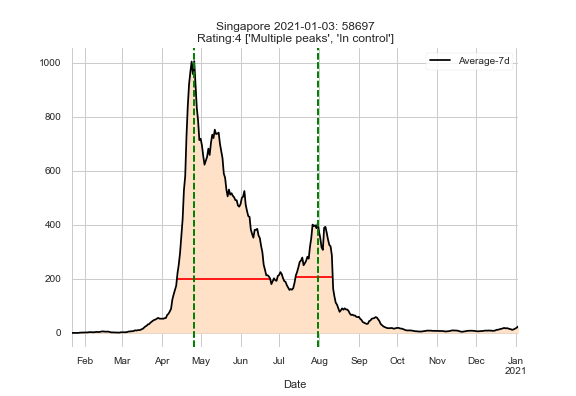 Singapore 2021-01-03: 58697
Rating:4 ['Multiple peaks', 'In control']
Average-7d
1000
800
600
400
200
0
Feb Mar Apr May Jun Jul Aug Sep Oct Nov Dec Jan
2021
Date